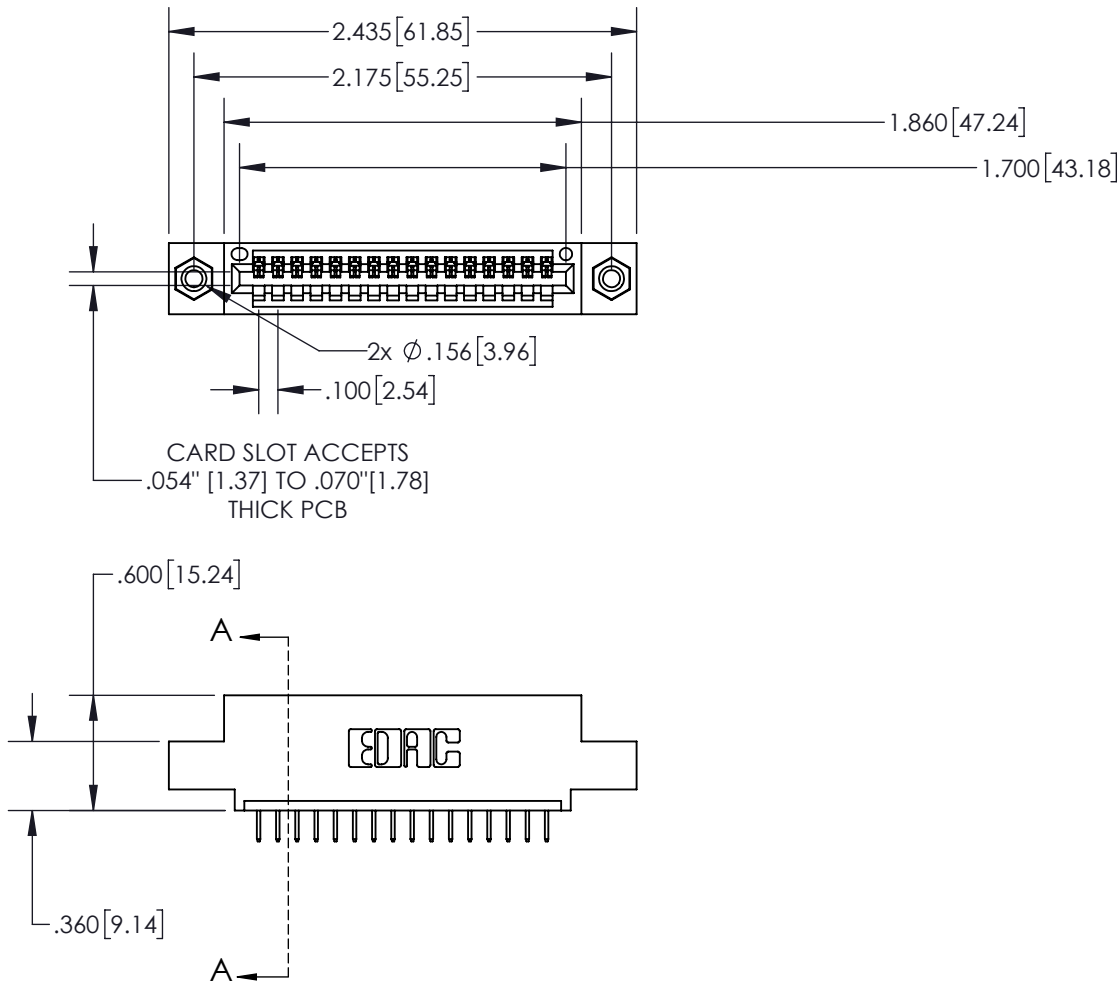 2.435[61.85]
2.175[55.25]
1.860[47.24]
1.700[43.18]
2x ∅.156[3.96]
.100[2.54]
CARD SLOT ACCEPTS
.054" [1.37] TO .070"[1.78]
THICK PCB
.600[15.24]
A
EDAC
.360[9.14]
A